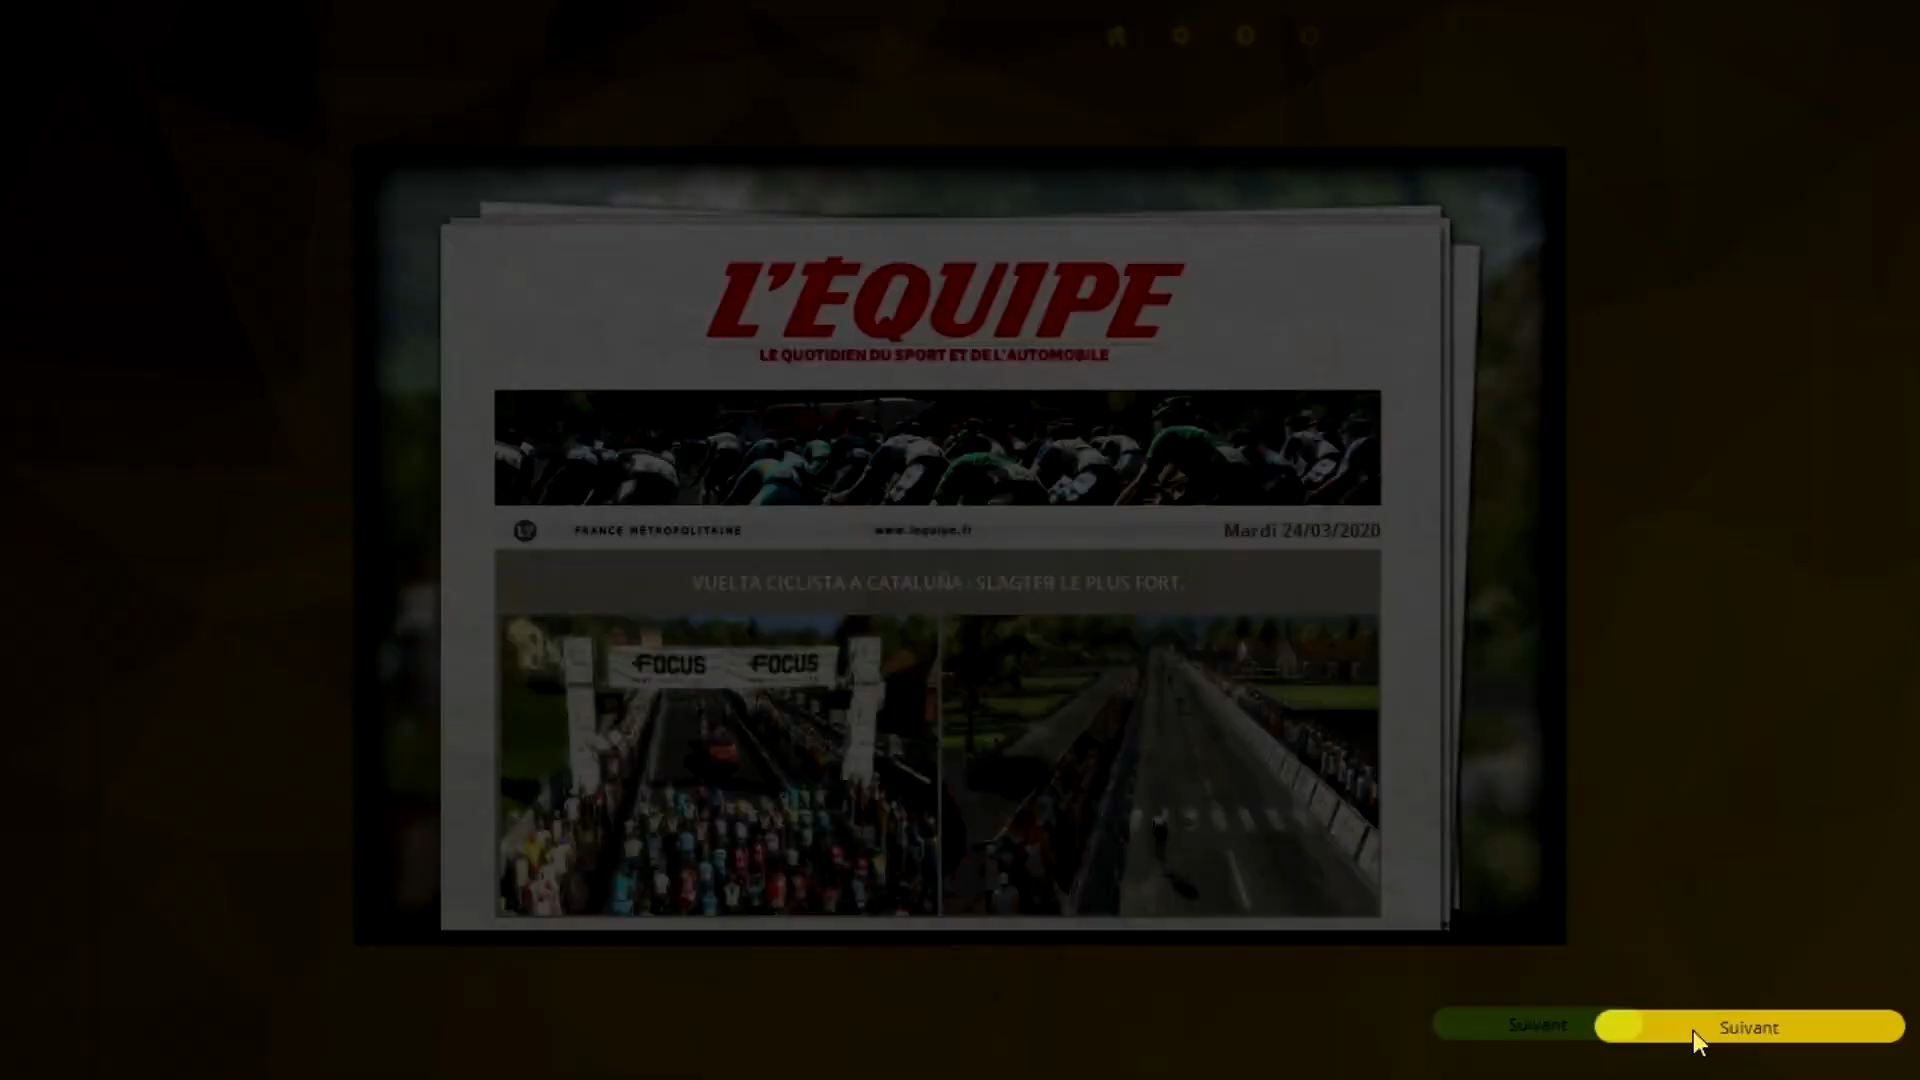 L'ÉQUIPE
LE QUOTIDIEN DU SPORT ET DE L'AUTOMOBILE
FRANCE MÉTROPOLITAINE www.lequipe.fr Mardi 24/03/2020
VUELTA CICLISTA A CATALUÑA : SLAGTER LE PLUS FORT.
FOCUS FOCUS
Suivant Suivant